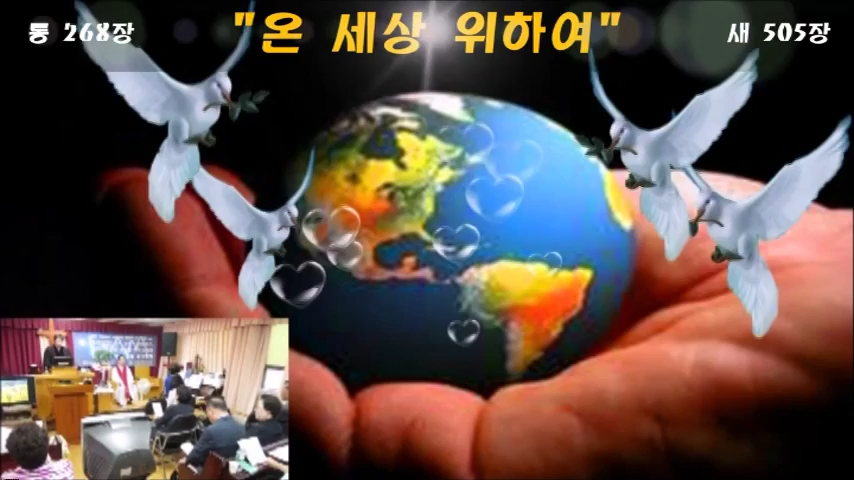 통 268장
"온 세상 위하여"
새 505장